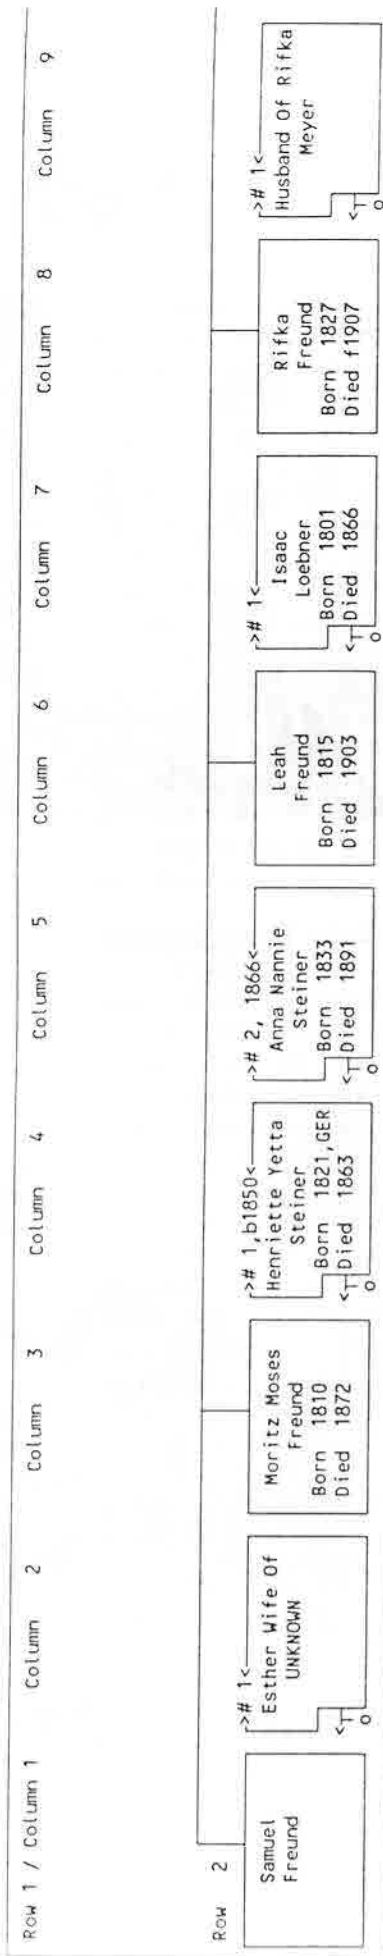 Row 1 / Column 1 Column 2 Column 3 Column 4 Column 5 Column 6 Column 7 Column 8 Column 9
Row 2
Samuel
Freund
># 1<
Esther Wife Of
UNKNOWN
<T
O
Moritz Moses
Freund
Born 1810
Died 1872
># 1,b1850<
Henriette Yetta
Steiner
Born 1821,GER
<T Died 1863
O
># 2, 1866<
Anna Nannie
Steiner
Born 1833
<T Died 1891
O
Leah
Freund
Born 1815
Died 1903
># 1<
Isaac
Loebner
Born 1801
<T Died 1866
O
Rifka
Freund
Born 1827
Died f1907
># 1<
Husband Of Rifka
Meyer
<T
O